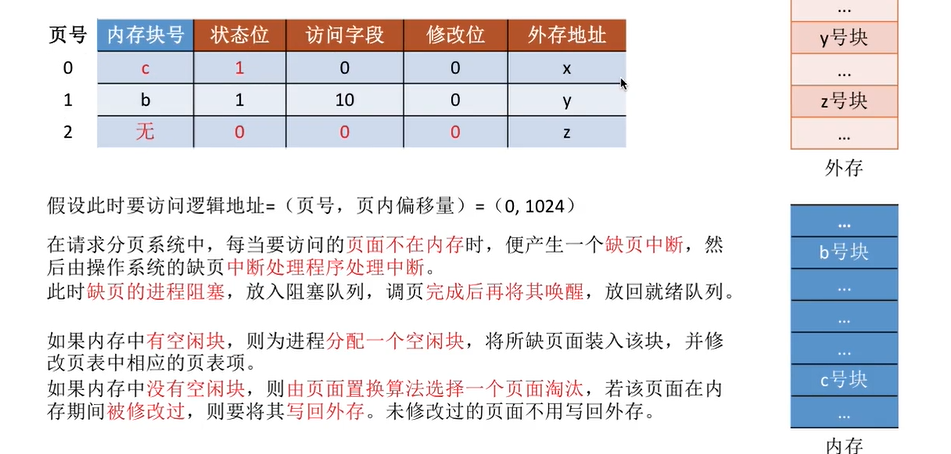 页号 内存块号 状态位 访问字段 修改位 外存地址
0 c 1 0 0 x
1 b 1 10 0 y
2 无 0 0 0 z
...
y号块
...
z号块
...
外存
假设此时要访问逻辑地址=（页号，页内偏移量）=（0, 1024）
在请求分页系统中，每当要访问的页面不在内存时，便产生一个缺页中断，然
后由操作系统的缺页中断处理程序处理中断。
此时缺页的进程阻塞，放入阻塞队列，调页完成后再将其唤醒，放回就绪队列。
如果内存中有空闲块，则为进程分配一个空闲块，将所缺页面装入该块，并修
改页表中相应的页表项。
如果内存中没有空闲块，则由页面置换算法选择一个页面淘汰，若该页面在内
存期间被修改过，则要将其写回外存。未修改过的页面不用写回外存。
...
b号块
...
...
...
c号块
...
内存